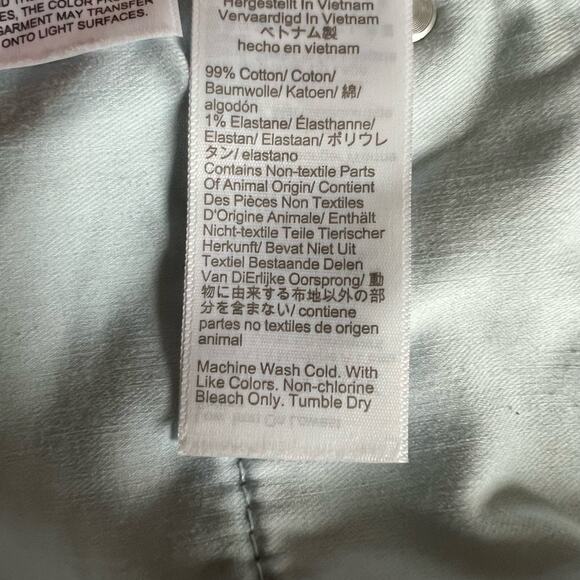 ES, THE COLOR FR
GARMENT MAY TRANSFER
ONTO LIGHT SURFACES.
Hergestellt In Vietnam
Vervaardigd In Vietnam
ベトナム製
hecho en vietnam
99% Cotton/ Coton/
Baumwolle/ Katoen/ 綿/
algodón
1% Elastane/ Élasthanne/
Elastan/ Elastaan/ ポリウレ
タン/ elastano
Contains Non-textile Parts
Of Animal Origin/ Contient
Des Pièces Non Textiles
D'Origine Animale/ Enthält
Nicht-textile Teile Tierischer
Herkunft/ Bevat Niet Uit
Textiel Bestaande Delen
Van DiErlijke Oorsprong/ 動
物に由来する布地以外の部
分を含まない/ contiene
partes no textiles de origen
animal
Machine Wash Cold. With
Like Colors. Non-chlorine
Bleach Only. Tumble Dry